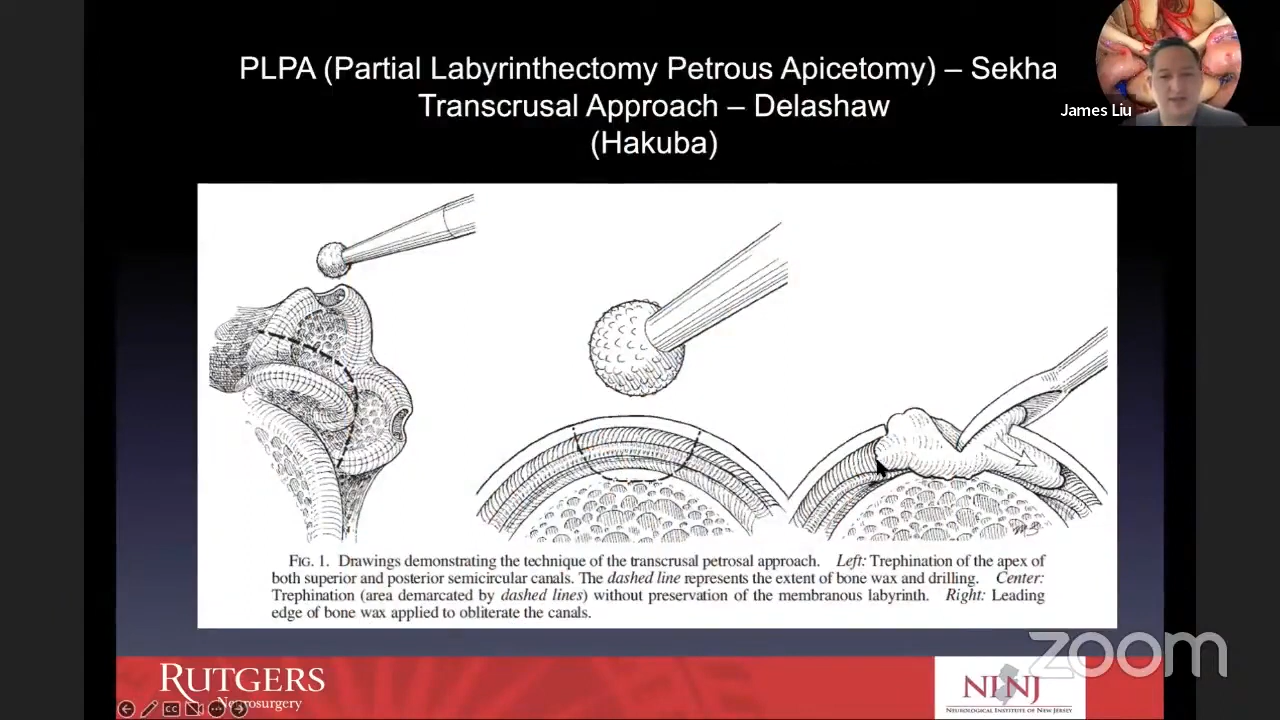 PLPA (Partial Labyrinthectomy Petrous Apicetomy) – Sekha
Transcrusal Approach – Delashaw
(Hakuba)
James Liu
FIG. 1. Drawings demonstrating the technique of the transcrusal petrosal approach. Left: Trephination of the apex of
both superior and posterior semicircular canals. The dashed line represents the extent of bone wax and drilling. Center:
Trephination (area demarcated by dashed lines) without preservation of the membranous labyrinth. Right: Leading
edge of bone wax applied to obliterate the canals.
zoom
RUTGERS
Neurosurgery
NINJ
NEUROLOGICAL INSTITUTE OF NEW JERSEY
CC